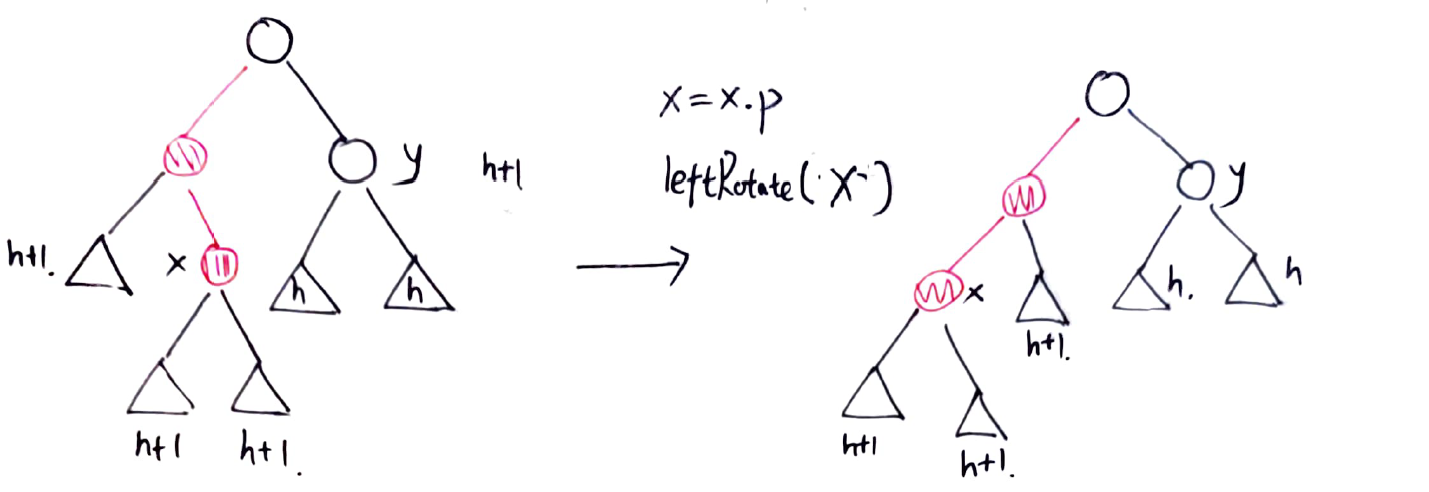 y
h+1
h+1.
x
h
h
h+1
h+1.
x=x.p
leftRotate(x)
y
x
h.
h
h+1.
h+1
h+1.